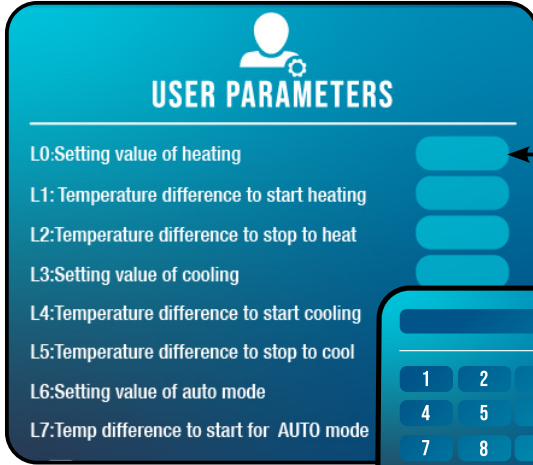 USER PARAMETERS
L0:Setting value of heating
L1: Temperature difference to start heating
L2:Temperature difference to stop to heat
L3:Setting value of cooling
L4:Temperature difference to start cooling
L5:Temperature difference to stop to cool
L6:Setting value of auto mode
L7:Temp difference to start for AUTO mode
1 2
4 5
7 8